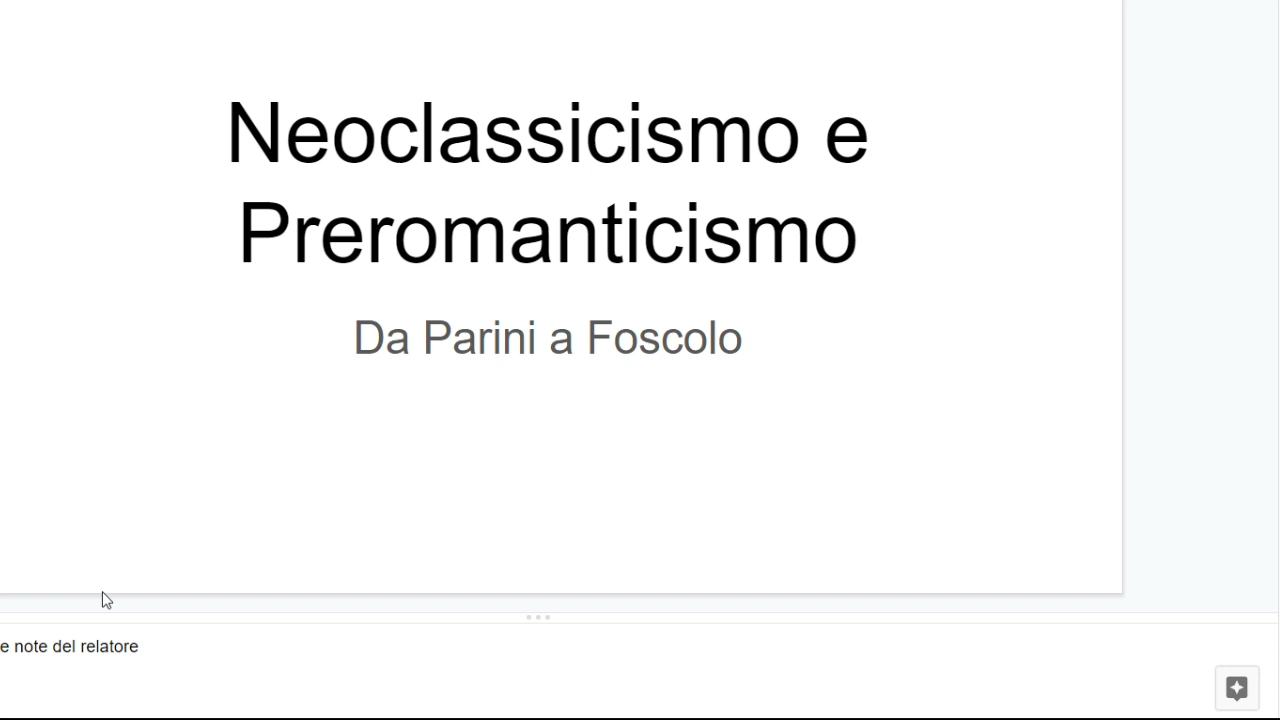 Neoclassicismo e
Preromanticismo
Da Parini a Foscolo
e note del relatore